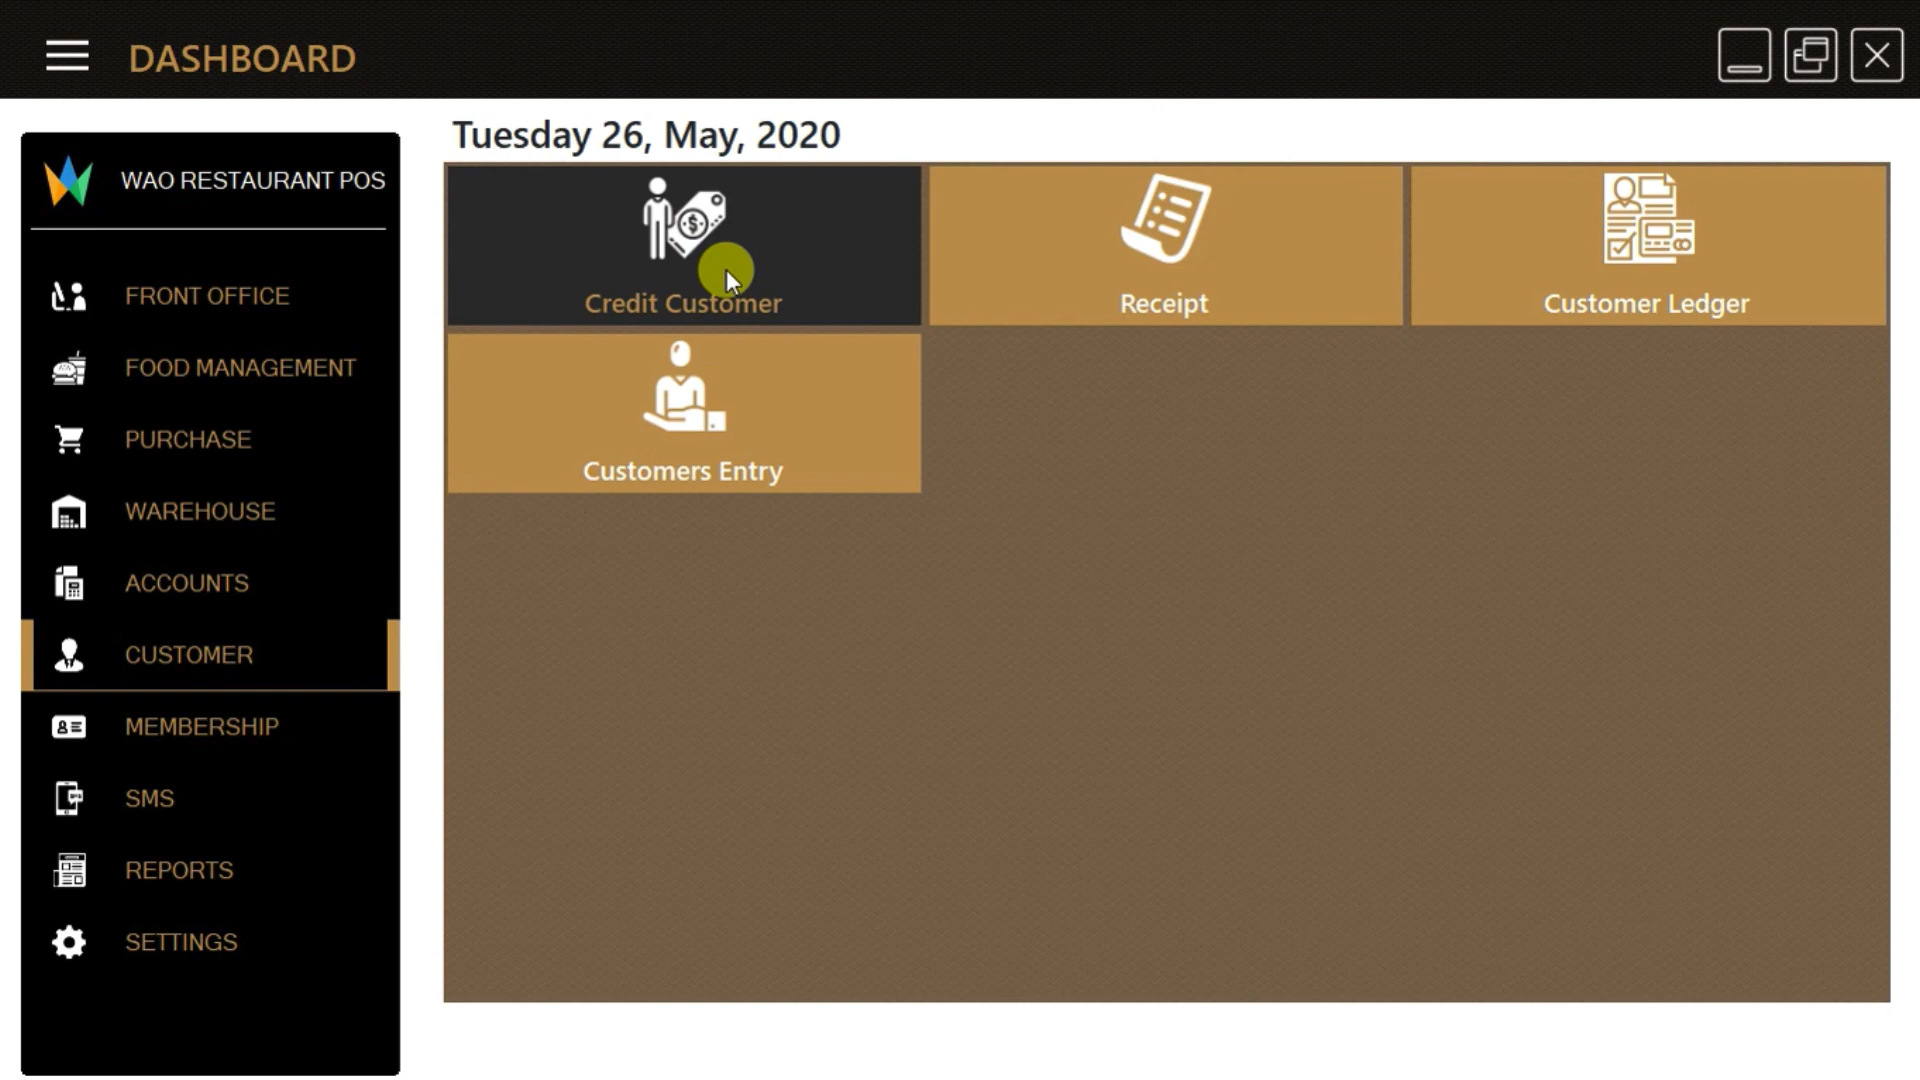 DASHBOARD
WAO RESTAURANT POS
FRONT OFFICE
FOOD MANAGEMENT
PURCHASE
WAREHOUSE
ACCOUNTS
CUSTOMER
MEMBERSHIP
SMS
REPORTS
SETTINGS
Tuesday 26, May, 2020
Credit Customer
Receipt
Customer Ledger
Customers Entry